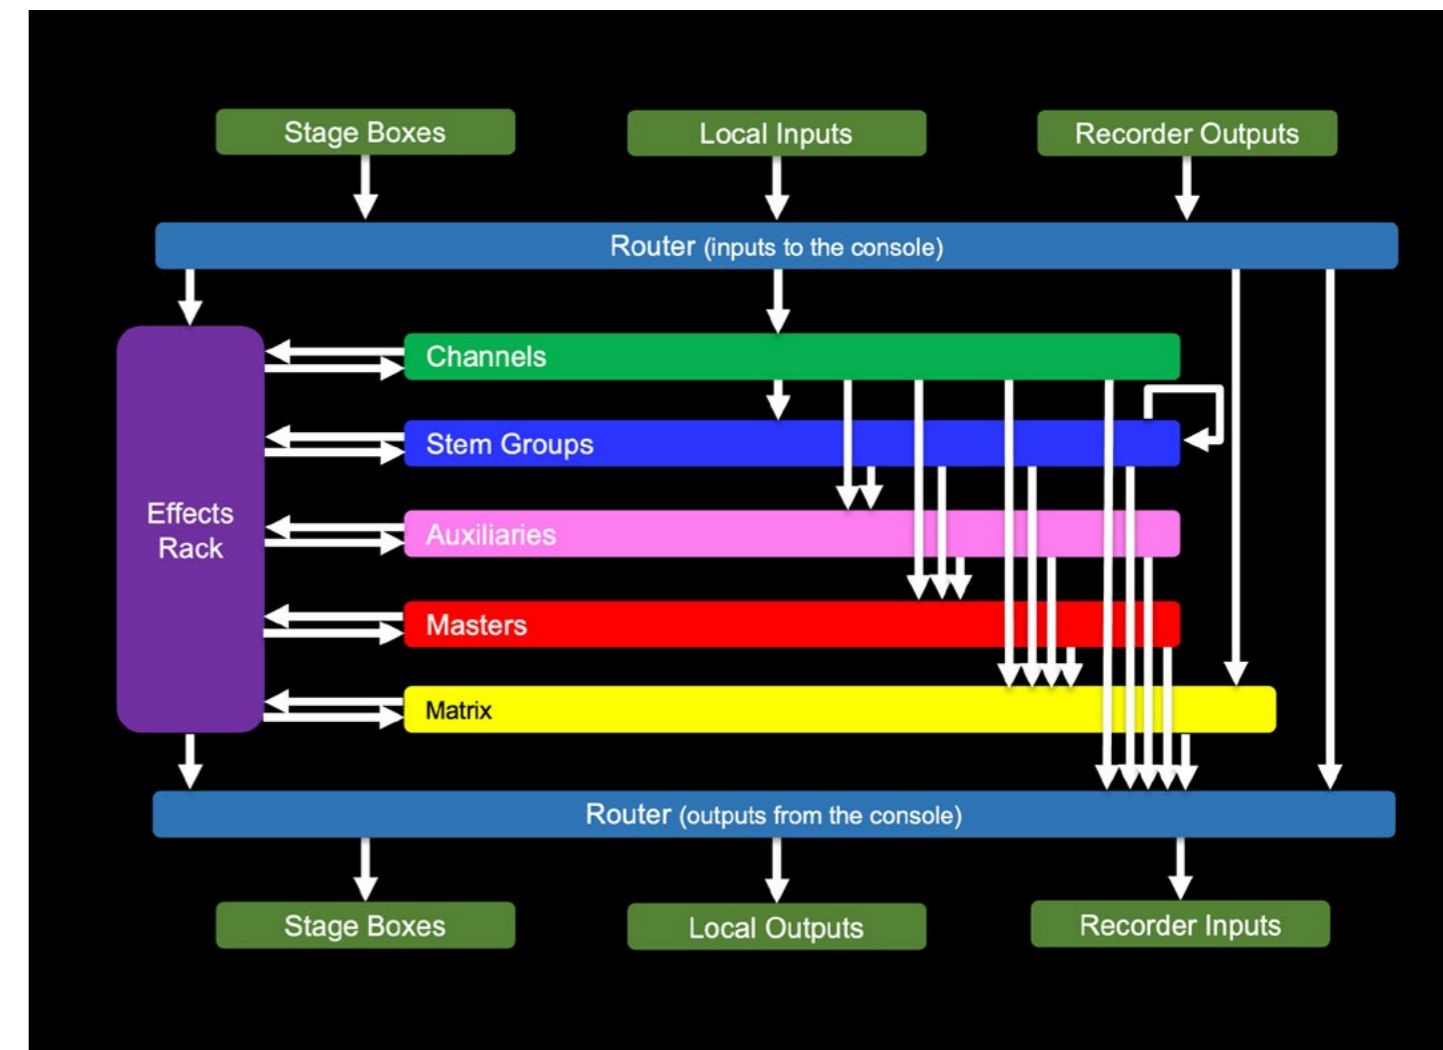 Stage Boxes
Local Inputs
Recorder Outputs
Router (inputs to the console)
Channels
Stem Groups
Effects
Rack
Auxiliaries
Masters
Matrix
Router (outputs from the console)
Stage Boxes
Local Outputs
Recorder Inputs